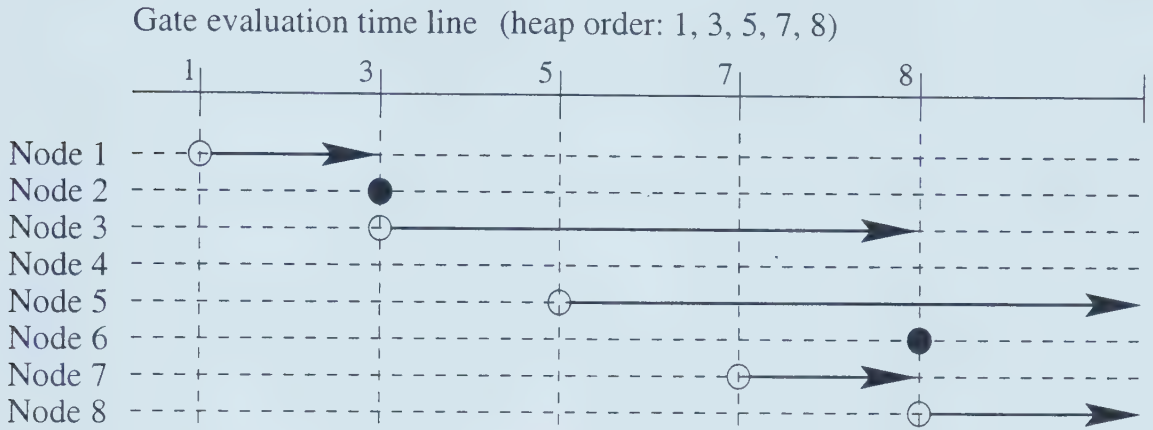 Gate evaluation time line (heap order: 1, 3, 5, 7, 8)
1 3 5 7 8
Node 1
Node 2
Node 3
Node 4
Node 5
Node 6
Node 7
Node 8